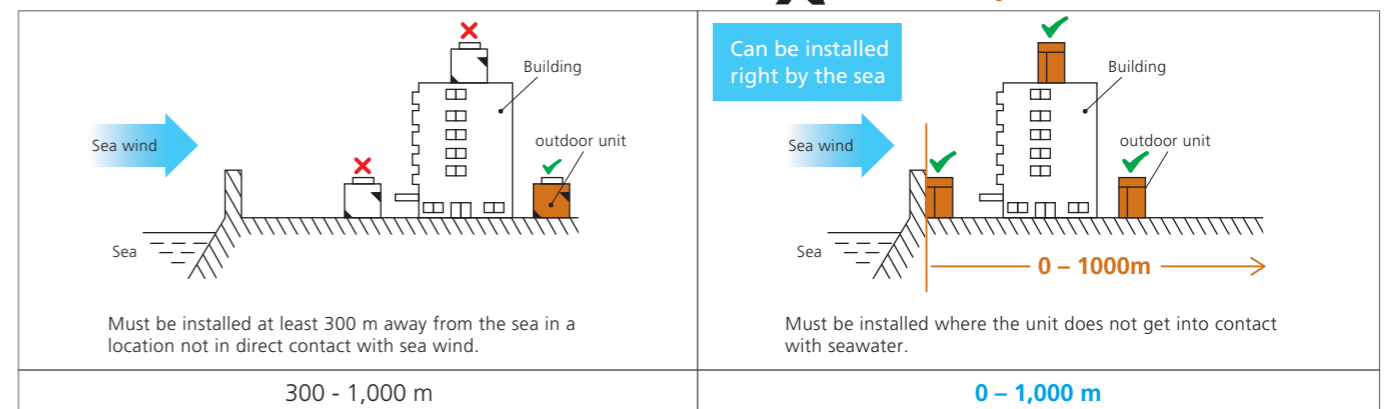 Building
outdoor unit
Sea wind
Sea
Must be installed at least 300 m away from the sea in a
location not in direct contact with sea wind.
300 - 1,000 m
Can be installed
right by the sea
Building
outdoor unit
Sea wind
Sea
0 – 1000m
Must be installed where the unit does not get into contact
with seawater.
0 – 1,000 m